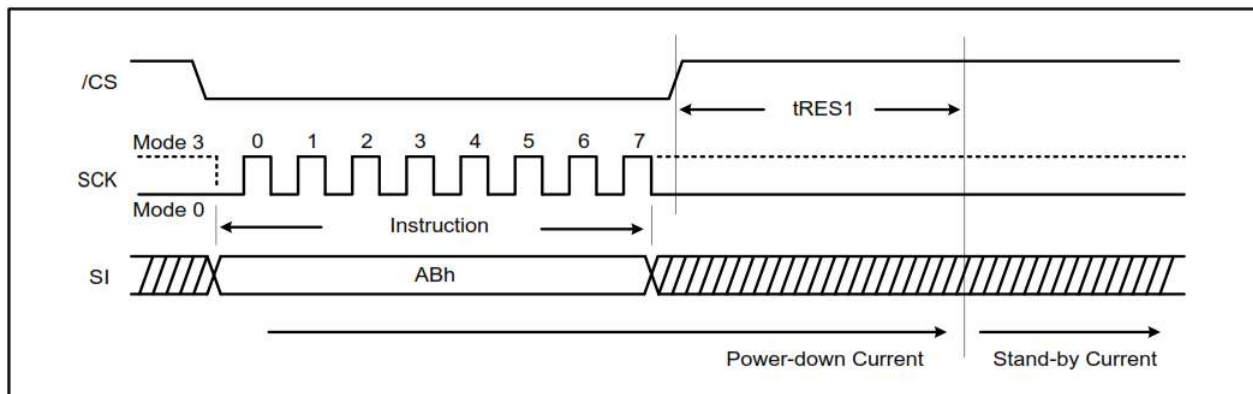 /CS
tRES1
Mode 3 0 1 2 3 4 5 6 7
SCK
Mode 0
Instruction
SI ABh
Power-down Current Stand-by Current